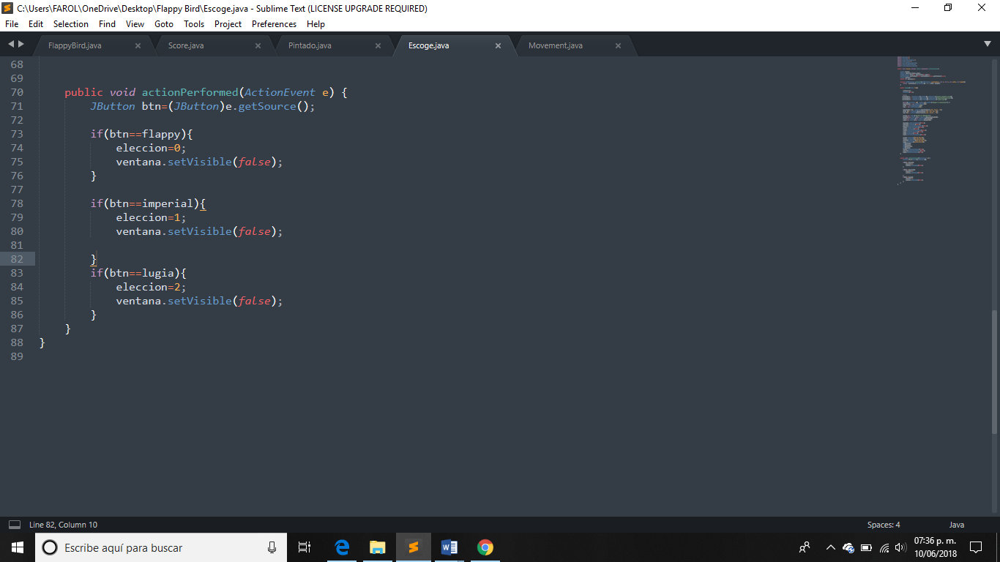 C:\Users\FAROL\OneDrive\Desktop\Flappy Bird\Escoge.java - Sublime Text (LICENSE UPGRADE REQUIRED)
File Edit Selection Find View Goto Tools Project Preferences Help
FlappyBird.java Score.java Pintado.java Escoge.java Movement.java
68
69
70 public void actionPerformed(ActionEvent e) {
71 JButton btn=(JButton)e.getSource();
72
73 if(btn==flappy){
74 eleccion=0;
75 ventana.setVisible(false);
76 }
77
78 if(btn==imperial){
79 eleccion=1;
80 ventana.setVisible(false);
81
82 }
83 if(btn==lugia){
84 eleccion=2;
85 ventana.setVisible(false);
86 }
87 }
88 }
89
Line 82, Column 10 Spaces: 4 Java
Escribe aquí para buscar
07:36 p. m.
10/06/2018